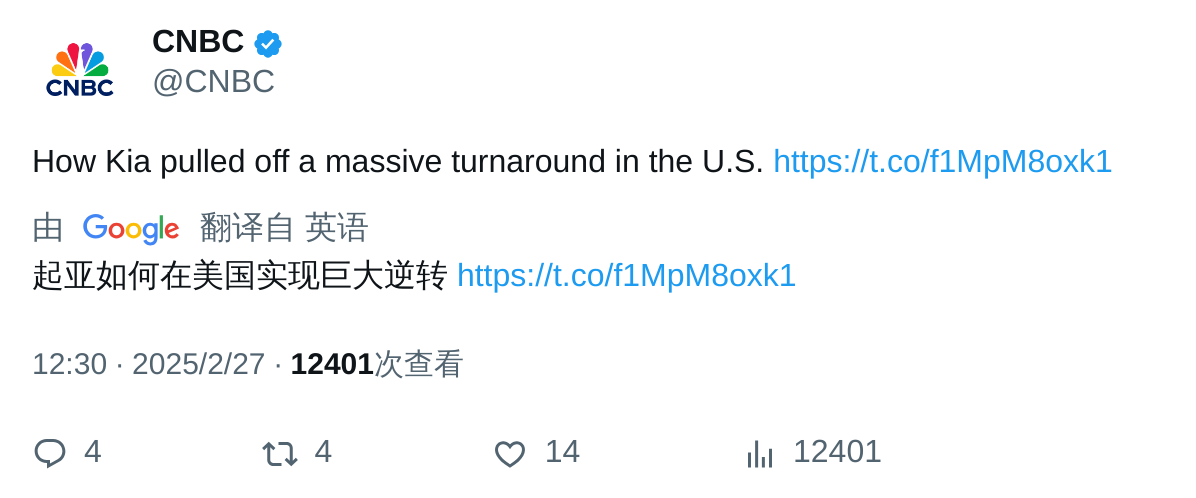 CNBC
@CNBC
CNBC
How Kia pulled off a massive turnaround in the U.S. https://t.co/f1MpM8oxk1
由 Google 翻译自 英语
起亚如何在美国实现巨大逆转 https://t.co/f1MpM8oxk1
12:30 · 2025/2/27 · 12401次查看
4 4 14 12401